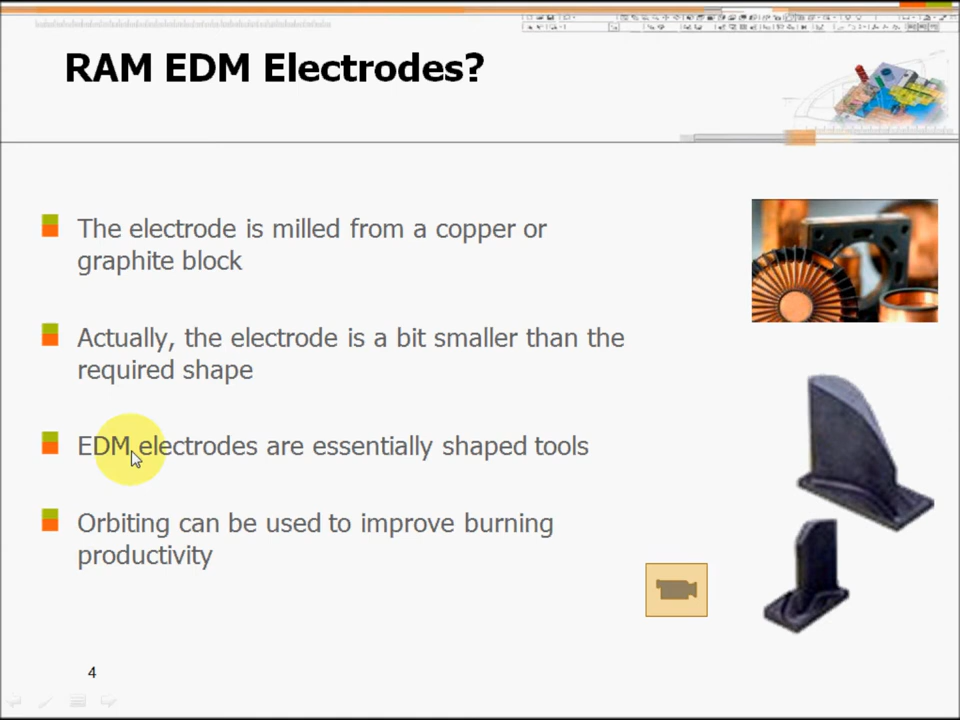 RAM EDM Electrodes?
The electrode is milled from a copper or
graphite block
Actually, the electrode is a bit smaller than the
required shape
EDM electrodes are essentially shaped tools
Orbiting can be used to improve burning
productivity
4